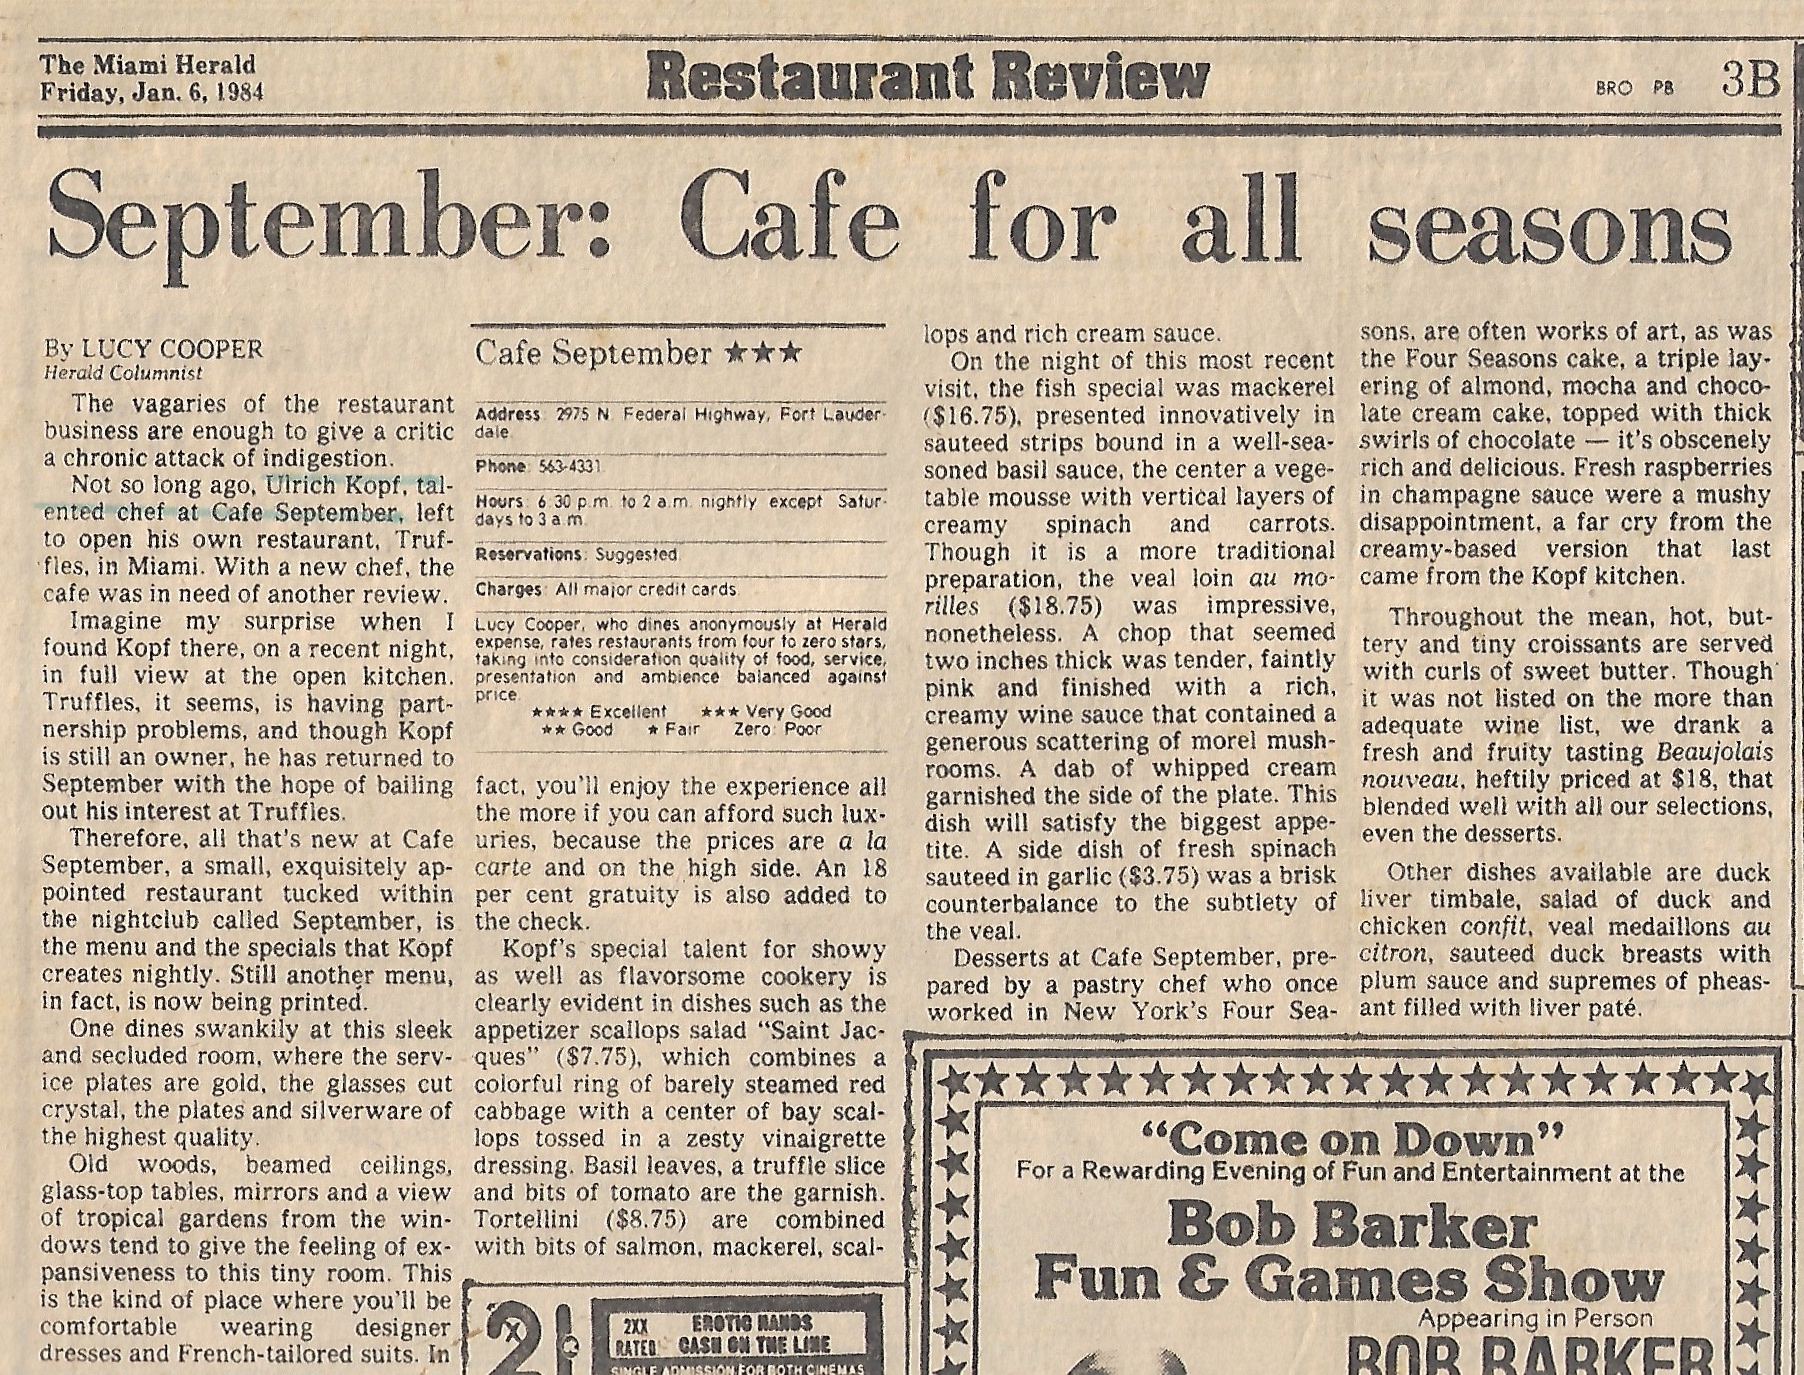 The Miami Herald
Friday, Jan. 6, 1984
Restaurant Review
BRO PB 3B
September: Cafe for all seasons
By LUCY COOPER
Herald Columnist
The vagaries of the restaurant
business are enough to give a critic
a chronic attack of indigestion.
Not so long ago, Ulrich Kopf, tal-
ented chef at Cafe September, left
to open his own restaurant, Truf-
fles, in Miami. With a new chef, the
cafe was in need of another review.
Imagine my surprise when I
found Kopf there, on a recent night,
in full view at the open kitchen.
Truffles, it seems, is having part-
nership problems, and though Kopf
is still an owner, he has returned to
September with the hope of bailing
out his interest at Truffles.
Therefore, all that's new at Cafe
September, a small, exquisitely ap-
pointed restaurant tucked within
the nightclub called September, is
the menu and the specials that Kopf
creates nightly. Still another menu,
in fact, is now being printed.
One dines swankily at this sleek
and secluded room, where the serv-
ice plates are gold, the glasses cut
crystal, the plates and silverware of
the highest quality.
Old woods, beamed ceilings,
glass-top tables, mirrors and a view
of tropical gardens from the win-
dows tend to give the feeling of ex-
pansiveness to this tiny room. This
is the kind of place where you'll be
comfortable wearing designer
dresses and French-tailored suits. In
Cafe September ★★★
Address: 2975 N. Federal Highway, Fort Lauder-
dale.
Phone: 563-4331.
Hours: 6:30 p.m. to 2 a.m. nightly except Satur-
days to 3 a.m.
Reservations: Suggested.
Charges: All major credit cards.
Lucy Cooper, who dines anonymously at Herald
expense, rates restaurants from four to zero stars,
taking into consideration quality of food, service,
presentation and ambience balanced against
price.
★★★★ Excellent ★★★ Very Good
★★ Good ★ Fair Zero: Poor
fact, you'll enjoy the experience all
the more if you can afford such lux-
uries, because the prices are a la
carte and on the high side. An 18
per cent gratuity is also added to
the check.
Kopf's special talent for showy
as well as flavorsome cookery is
clearly evident in dishes such as the
appetizer scallops salad "Saint Jac-
ques" ($7.75), which combines a
colorful ring of barely steamed red
cabbage with a center of bay scal-
lops tossed in a zesty vinaigrette
dressing. Basil leaves, a truffle slice
and bits of tomato are the garnish.
Tortellini ($8.75) are combined
with bits of salmon, mackerel, scal-
lops and rich cream sauce.
On the night of this most recent
visit, the fish special was mackerel
($16.75), presented innovatively in
sauteed strips bound in a well-sea-
soned basil sauce, the center a vege-
table mousse with vertical layers of
creamy spinach and carrots.
Though it is a more traditional
preparation, the veal loin au mo-
rilles ($18.75) was impressive,
nonetheless. A chop that seemed
two inches thick was tender, faintly
pink and finished with a rich,
creamy wine sauce that contained a
generous scattering of morel mush-
rooms. A dab of whipped cream
garnished the side of the plate. This
dish will satisfy the biggest appe-
tite. A side dish of fresh spinach
sauteed in garlic ($3.75) was a brisk
counterbalance to the subtlety of
the veal.
Desserts at Cafe September, pre-
pared by a pastry chef who once
worked in New York's Four Sea-
sons, are often works of art, as was
the Four Seasons cake, a triple lay-
ering of almond, mocha and choco-
late cream cake, topped with thick
swirls of chocolate — it's obscenely
rich and delicious. Fresh raspberries
in champagne sauce were a mushy
disappointment, a far cry from the
creamy-based version that last
came from the Kopf kitchen.
Throughout the mean, hot, but-
tery and tiny croissants are served
with curls of sweet butter. Though
it was not listed on the more than
adequate wine list, we drank a
fresh and fruity tasting Beaujolais
nouveau, heftily priced at $18, that
blended well with all our selections,
even the desserts.
Other dishes available are duck
liver timbale, salad of duck and
chicken confit, veal medaillons au
citron, sauteed duck breasts with
plum sauce and supremes of pheas-
ant filled with liver paté.
2XX RATED EROTIC HANDS
CASH ON THE LINE
SINGLE ADMISSION FOR BOTH CINEMAS
"Come on Down"
For a Rewarding Evening of Fun and Entertainment at the
Bob Barker
Fun & Games Show
Appearing in Person
BOB BARKER